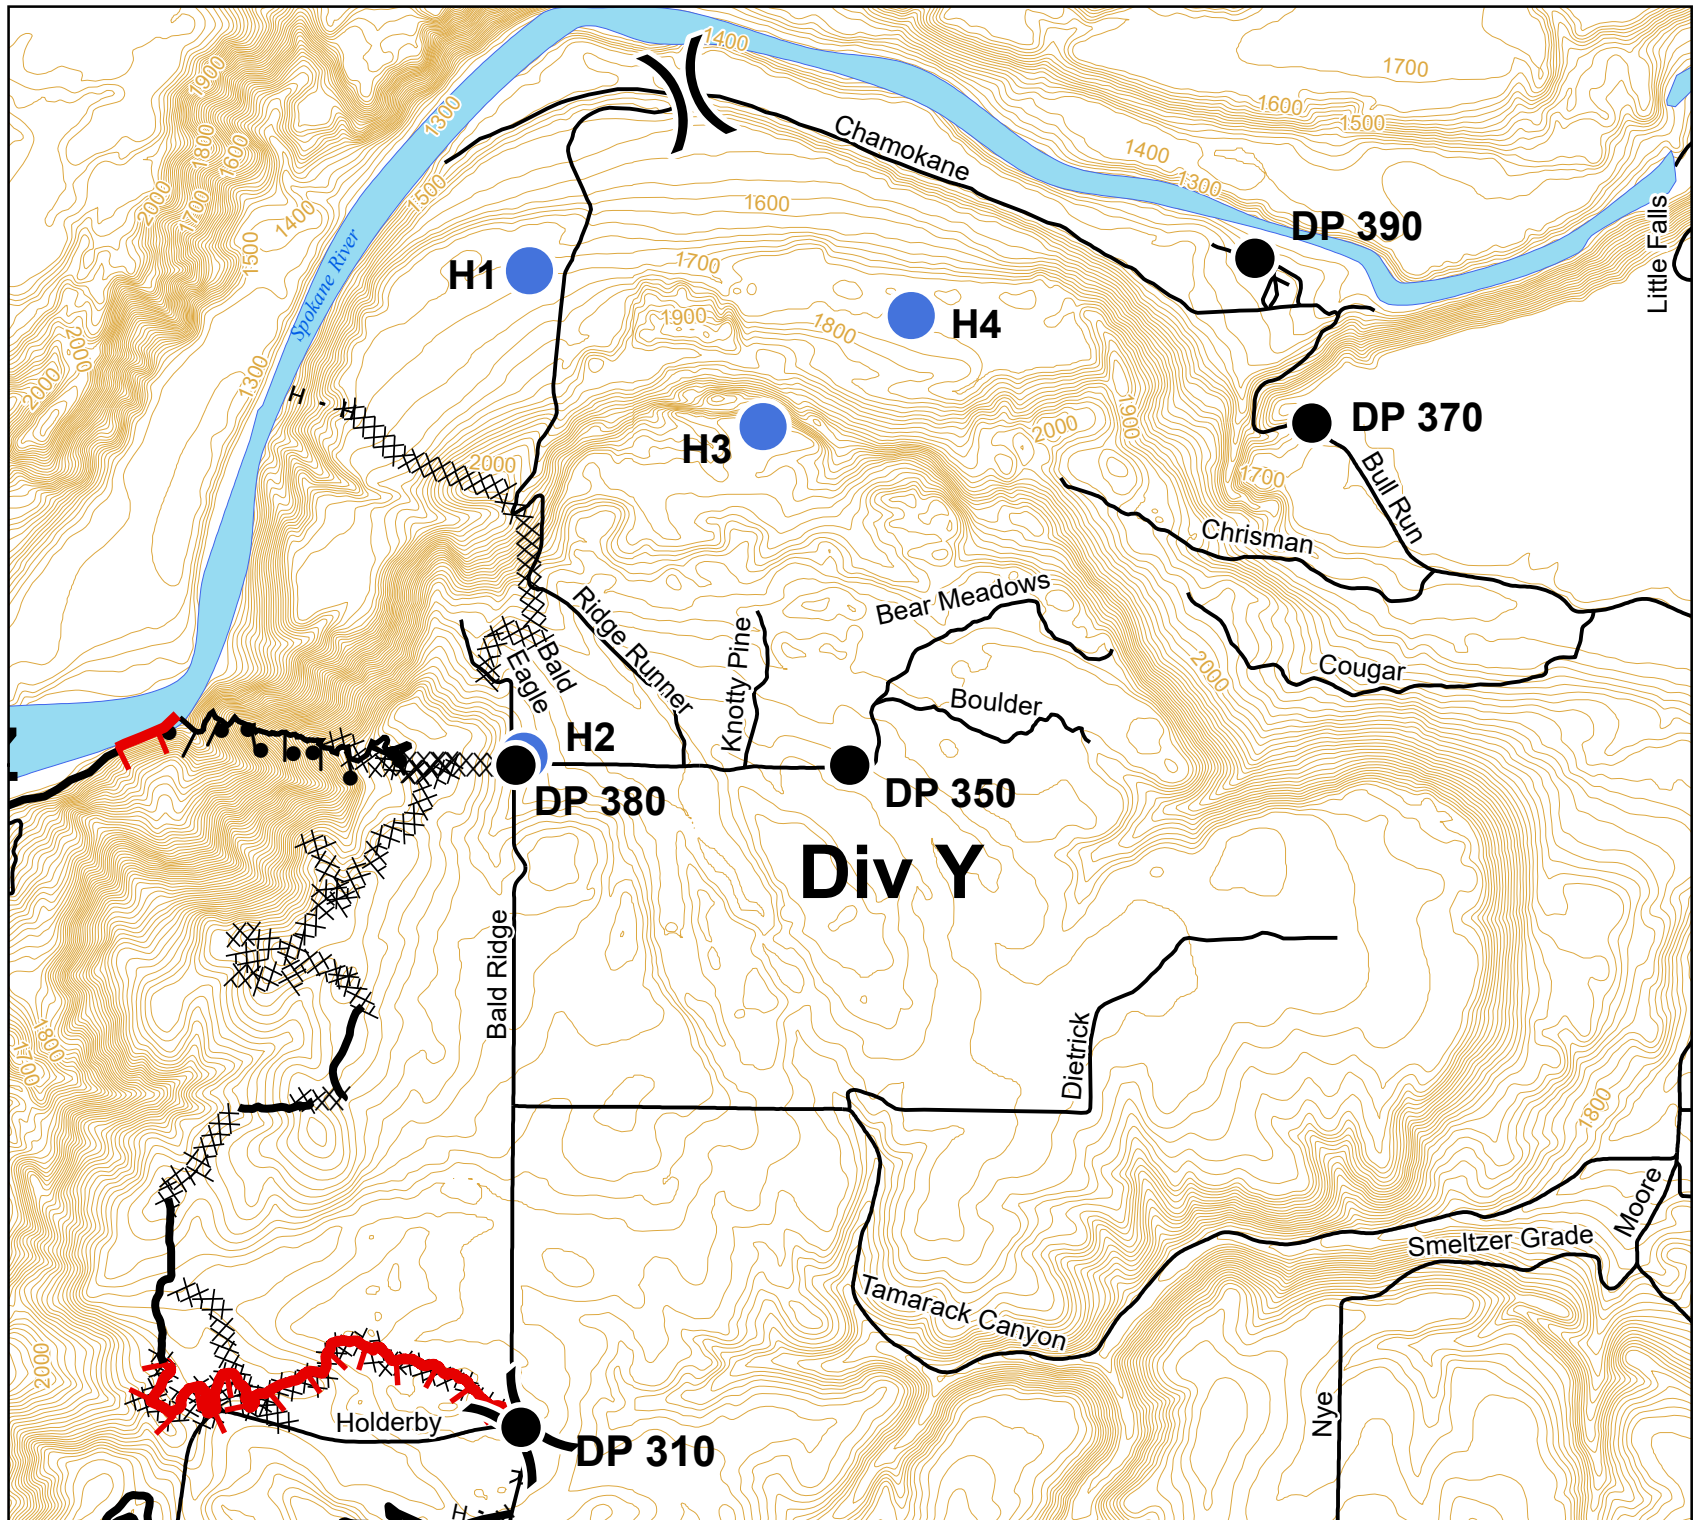 1400
1900
1700
1600
1500
1300
Chamokane
1800
1600
1400
1300
2000
1700
1500
1400
1600
Little Falls
DP 390
1500
1700
H1
Spokane River
1900
1800
H4
2000
2000
1300
H - H
DP 370
1900
2000
H3
2000
1700
Bull Run
Chrisman
Bear Meadows
Ridge Runner
Knotty Pine
Bald
Eagle
2000
Cougar
Boulder
H2
DP 380
DP 350
Div Y
Bald Ridge
Dietrick
1800
1700
1800
Moore
Smeltzer Grade
Tamarack Canyon
2000
Nye
Holderby
DP 310
H -